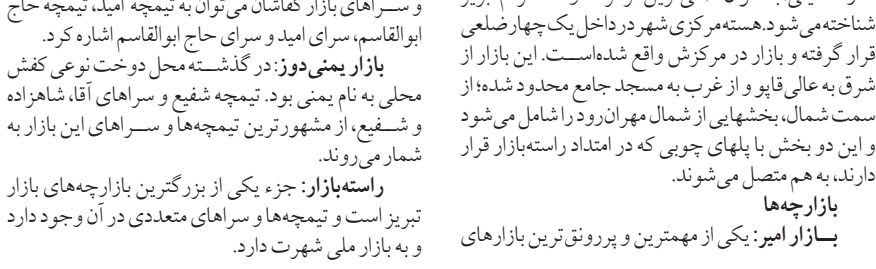 شناخته‌می‌شود. هسته‌مرکزی شهر در داخل یک چهارضلعی
قرار گرفته و بازار در مرکزش واقع شده‌است. این بازار از
شرق به عالی‌قاپو و از غرب به مسجد جامع محدود شده؛ از
سمت شمال، بخشهایی از شمال مهران‌رود را شامل می‌شود
و این دو بخش با پلهای چوبی که در امتداد راسته‌بازار قرار
دارند، به هم متصل می‌شوند.
بازارچه‌ها
بازار امیر: یکی از مهمترین و پررونق‌ترین بازارهای
و سراهای بازار کفاشان می‌توان به تیمچه امید، تیمچه حاج
ابوالقاسم، سرای امید و سرای حاج ابوالقاسم اشاره کرد.
بازار یمنی‌دوز: در گذشته محل دوخت نوعی کفش
محلی به نام یمنی بود. تیمچه شفیع و سراهای آقا، شاهزاده
و شفیع، از مشهورترین تیمچه‌ها و سراهای این بازار به
شمار می‌روند.
راسته‌بازار: جزء یکی از بزرگترین بازارچه‌های بازار
تبریز است و تیمچه‌ها و سراهای متعددی در آن وجود دارد
و به بازار ملی شهرت دارد.